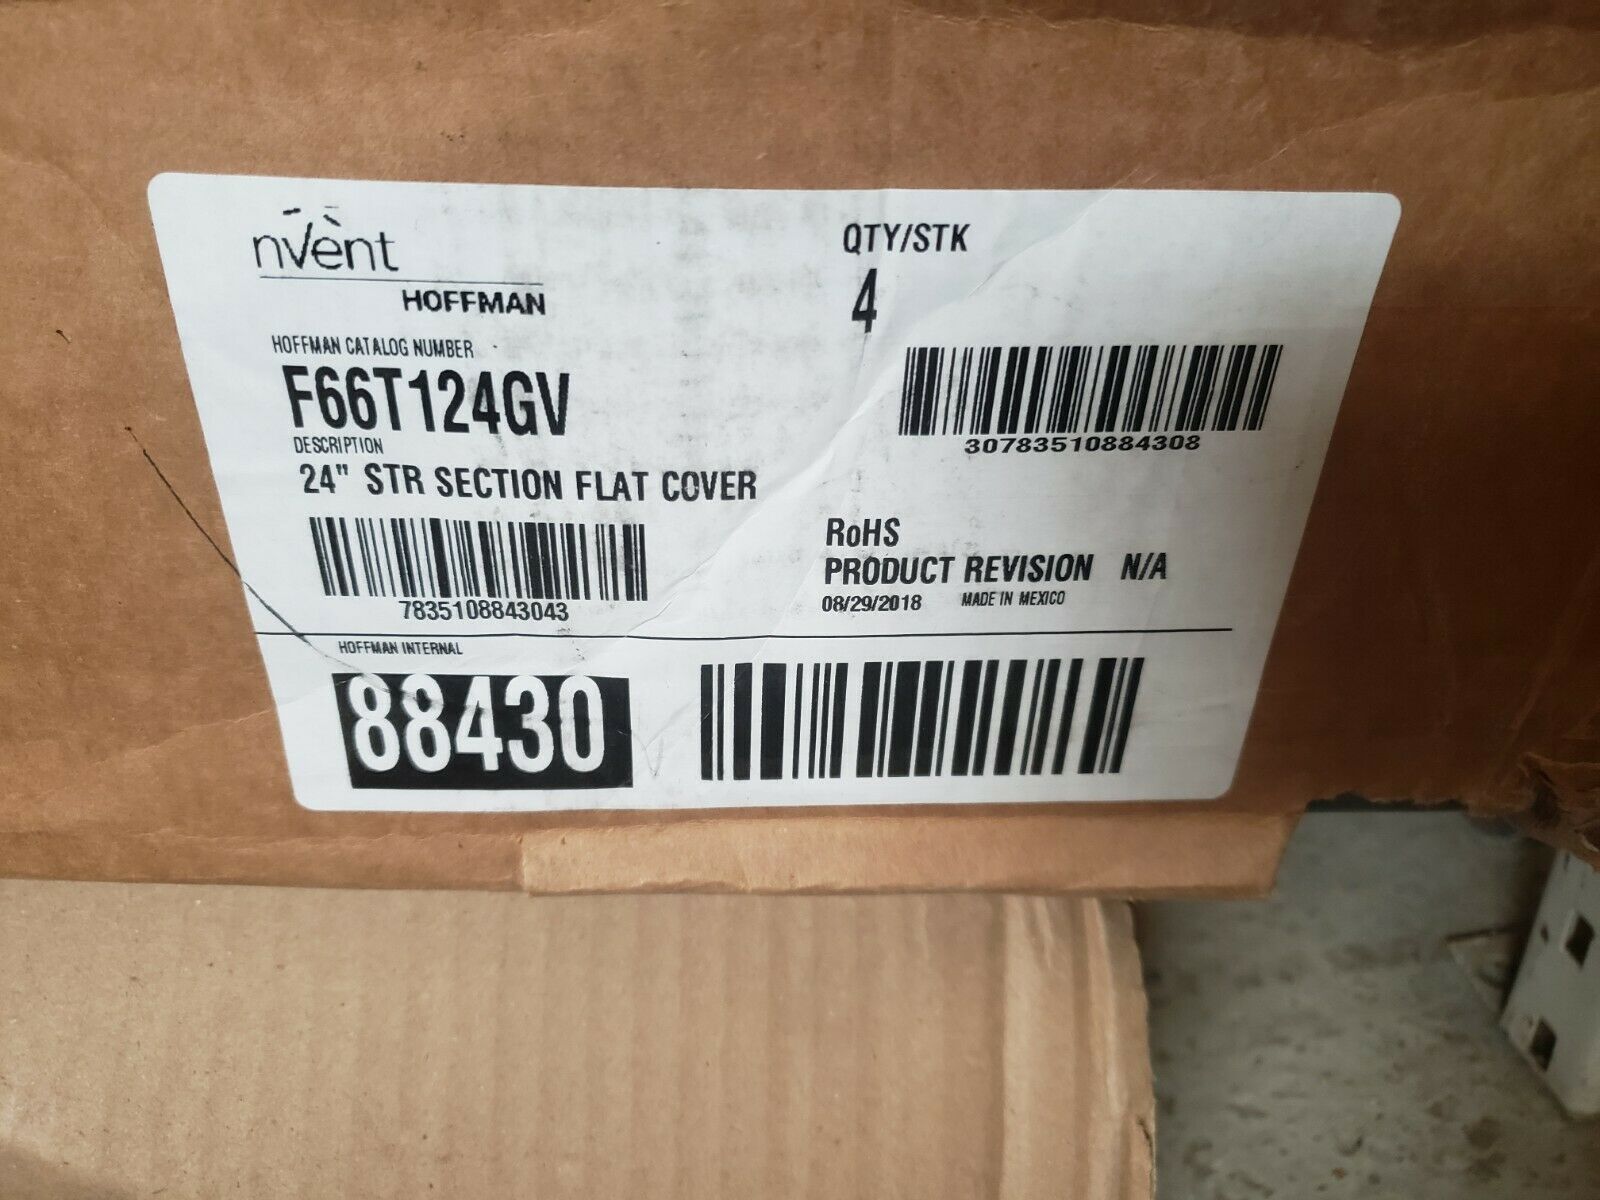 nVent
HOFFMAN
HOFFMAN CATALOG NUMBER
F66T124GV
DESCRIPTION
24" STR SECTION FLAT COVER
7835108843043
QTY/STK
4
30783510884308
RoHS
PRODUCT REVISION N/A
08/29/2018 MADE IN MEXICO
HOFFMAN INTERNAL
88430